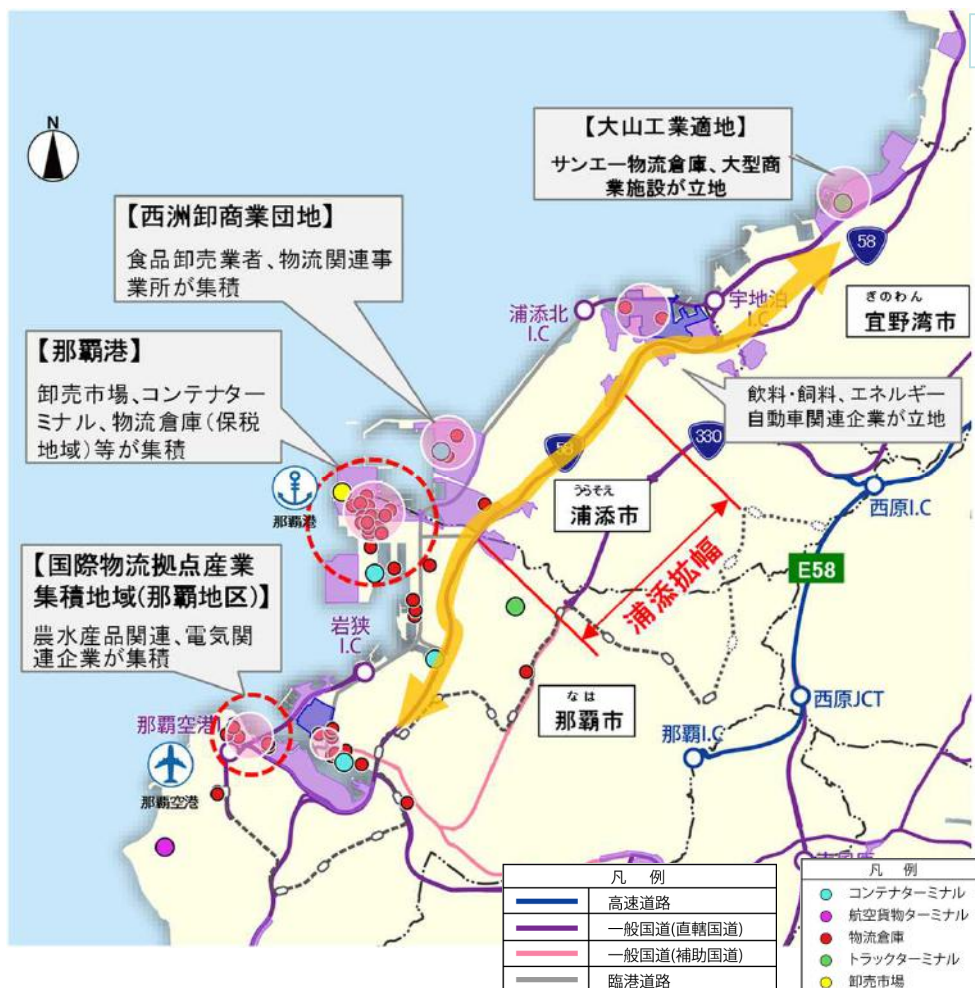 N
【大山工業適地】
サンエー物流倉庫、大型商
業施設が立地
【西洲卸商業団地】
食品卸売業者、物流関連事
業所が集積
58
浦添北
I.C
宇地泊
I.C
ぎのわん
宜野湾市
【那覇港】
卸売市場、コンテナター
ミナル、物流倉庫(保税
地域)等が集積
飲料・飼料、エネルギー
自動車関連企業が立地
58
330
那覇港
うらそえ
浦添市
西原I.C
E58
浦添拡幅
【国際物流拠点産業
集積地域(那覇地区)】
農水産品関連、電気関
連企業が集積
岩狭
I.C
なは
那覇市
西原JCT
那覇I.C
那覇空港
那覇空港
凡 例
高速道路
一般国道(直轄国道)
一般国道(補助国道)
臨港道路
凡 例
コンテナターミナル
航空貨物ターミナル
物流倉庫
トラックターミナル
卸売市場